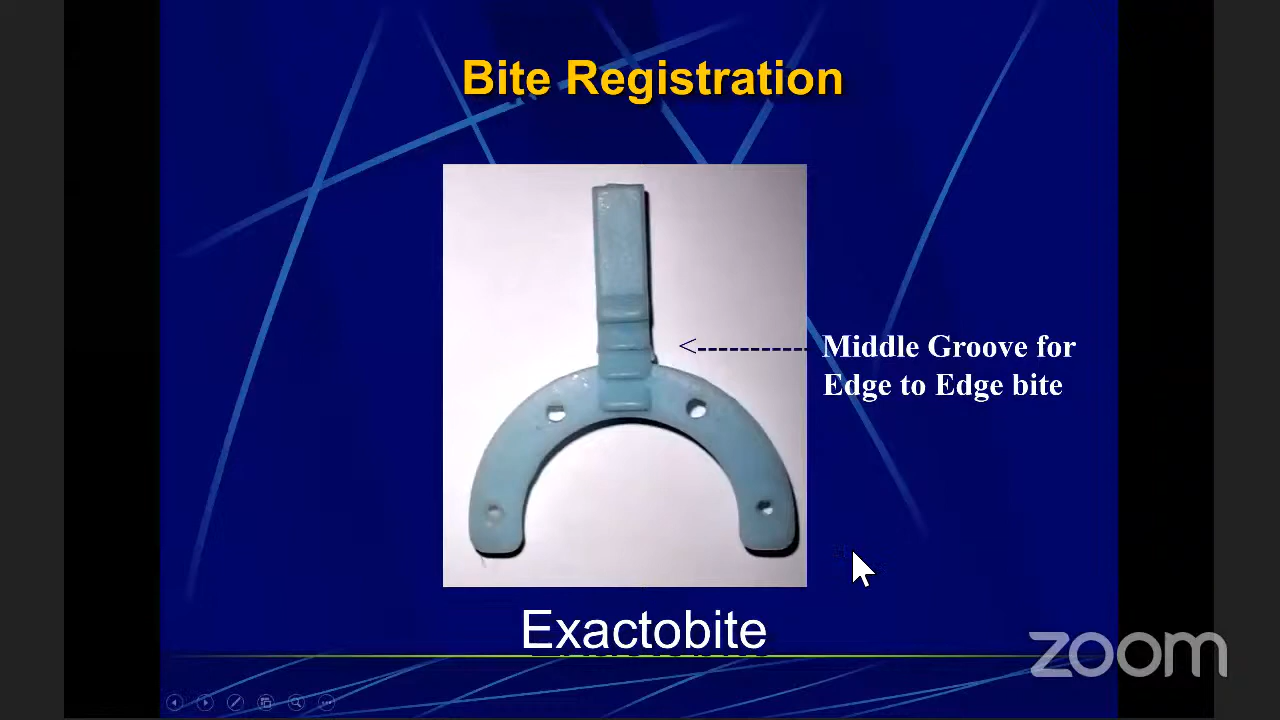 Bite Registration
Middle Groove for
Edge to Edge bite
Exactobite
zoom